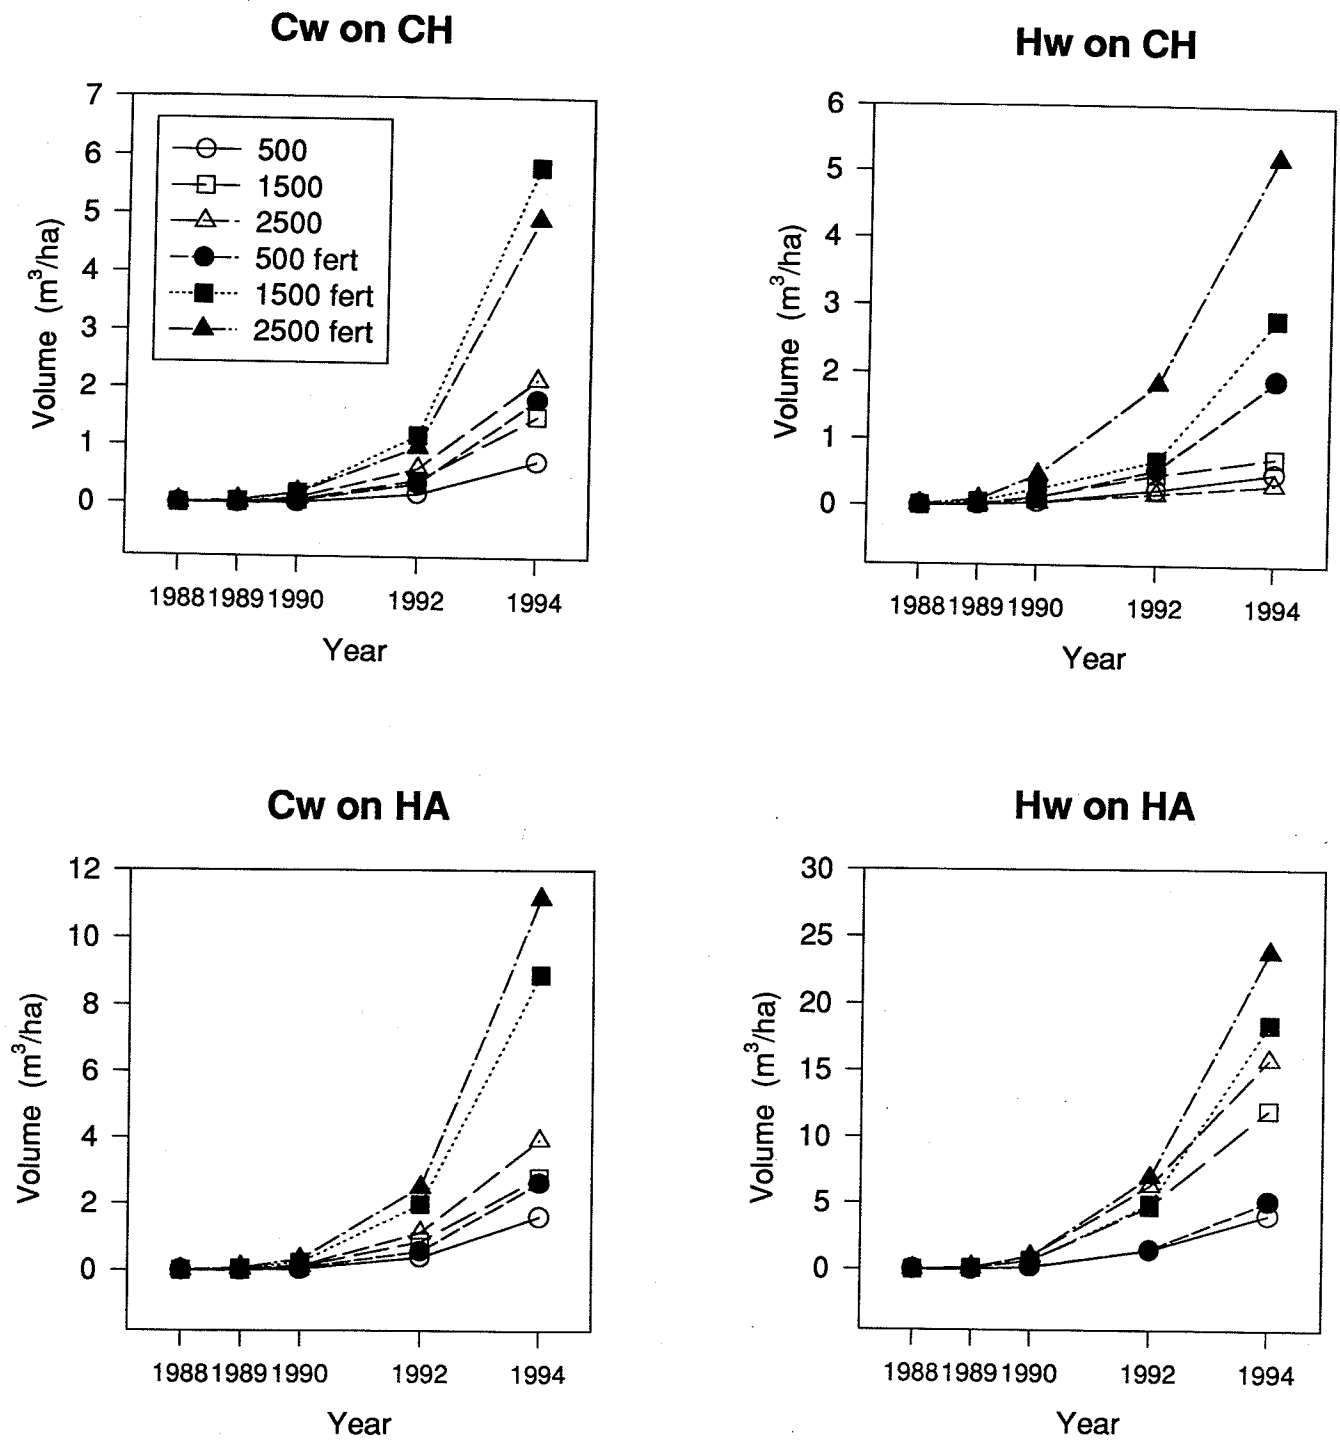 Cw on CH
7
6
5
4
3
2
1
0
Volume (m³/ha)
500
1500
2500
500 fert
1500 fert
2500 fert
1988 1989 1990 1992 1994
Year
Hw on CH
6
5
4
3
2
1
0
Volume (m³/ha)
1988 1989 1990 1992 1994
Year
Cw on HA
12
10
8
6
4
2
0
Volume (m³/ha)
1988 1989 1990 1992 1994
Year
Hw on HA
30
25
20
15
10
5
0
Volume (m³/ha)
1988 1989 1990 1992 1994
Year